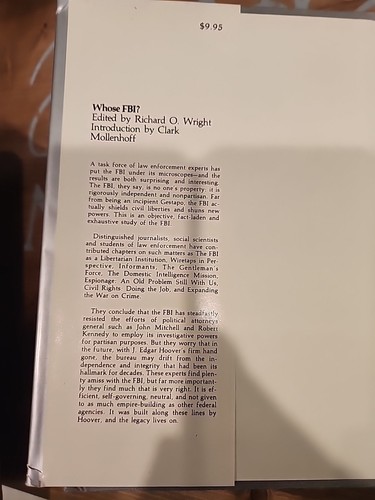 $9.95
Whose FBI?
Edited by Richard O. Wright
Introduction by Clark
Mollenhoff
A task force of law enforcement experts has
put the FBI under its microscopes—and the
results are both surprising and interesting.
The FBI, they say, is no one's property; it is
rigorously independent and nonpartisan. Far
from being an incipient Gestapo, the FBI ac-
tually shields civil liberties and shuns new
powers. This is an objective, fact-laden and
exhaustive study of the FBI.
Distinguished journalists, social scientists
and students of law enforcement have con-
tributed chapters on such matters as The FBI
as a Libertarian Institution, Wiretaps in Per-
spective, Informants, The Gentleman's
Force, The Domestic Intelligence Mission,
Espionage: An Old Problem Still With Us,
Civil Rights: Doing the Job, and Expanding
the War on Crime.
They conclude that the FBI has steadfastly
resisted the efforts of political attorneys
general such as John Mitchell and Robert
Kennedy to employ its investigative powers
for partisan purposes. But they worry that in
the future, with J. Edgar Hoover's firm hand
gone, the bureau may drift from the in-
dependence and integrity that had been its
hallmark for decades. These experts find plen-
ty amiss with the FBI, but far more important-
ly they find much that is very right. It is ef-
ficient, self-governing, neutral, and not given
to as much empire-building as other federal
agencies. It was built along these lines by
Hoover, and the legacy lives on.